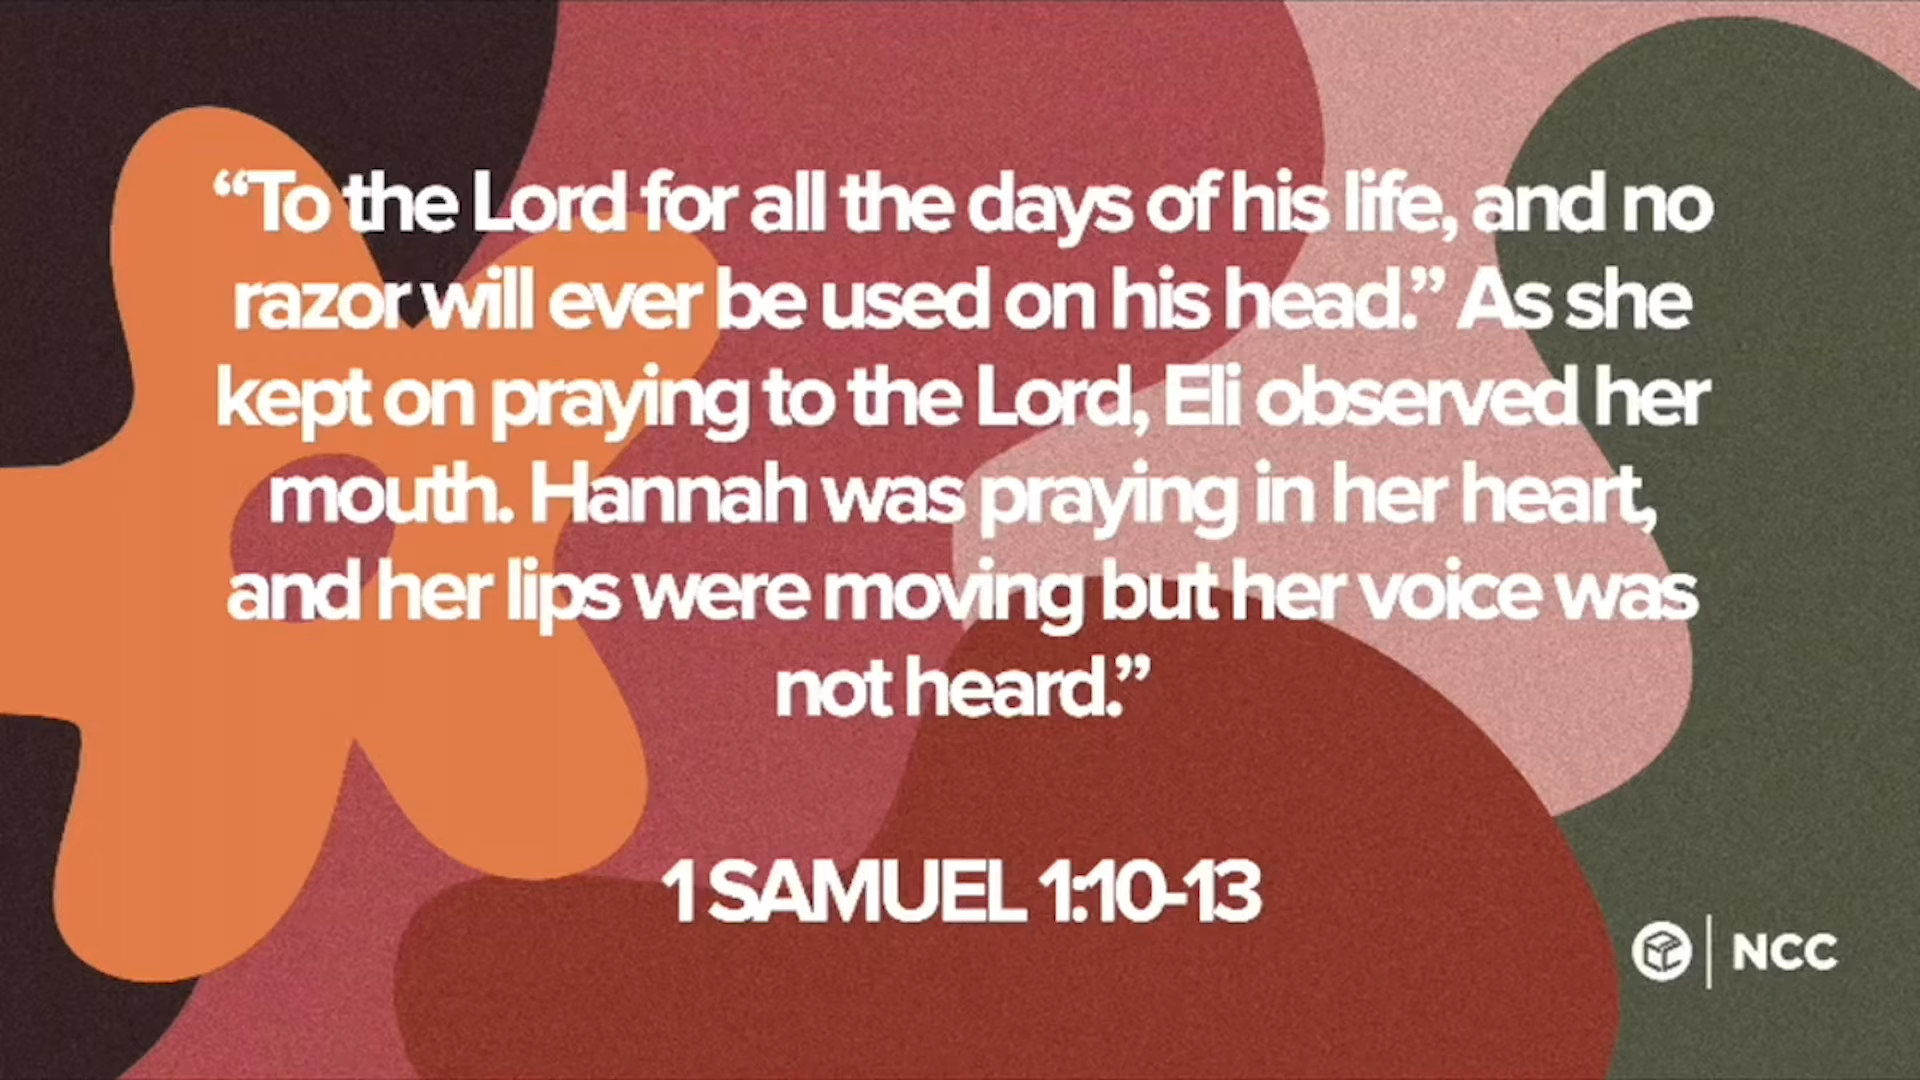 “To the Lord for all the days of his life, and no
razor will ever be used on his head.” As she
kept on praying to the Lord, Eli observed her
mouth. Hannah was praying in her heart,
and her lips were moving but her voice was
not heard.”
1 SAMUEL 1:10-13
NCC